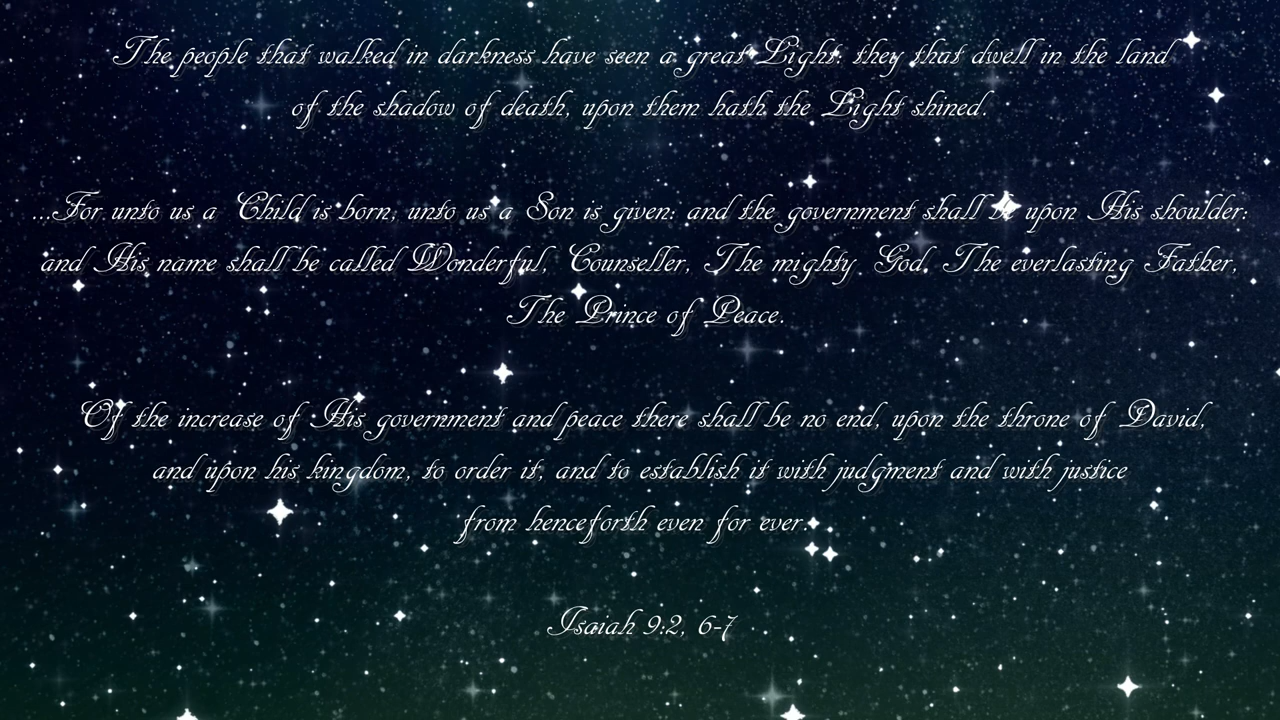 The people that walked in darkness have seen a great Light: they that dwell in the land
of the shadow of death, upon them hath the Light shined.
...For unto us a Child is born, unto us a Son is given: and the government shall be upon His shoulder:
and His name shall be called Wonderful, Counseller, The mighty God, The everlasting Father,
The Prince of Peace.
Of the increase of His government and peace there shall be no end, upon the throne of David,
and upon his kingdom, to order it, and to establish it with judgment and with justice
from henceforth even for ever.
Isaiah 9:2, 6-7